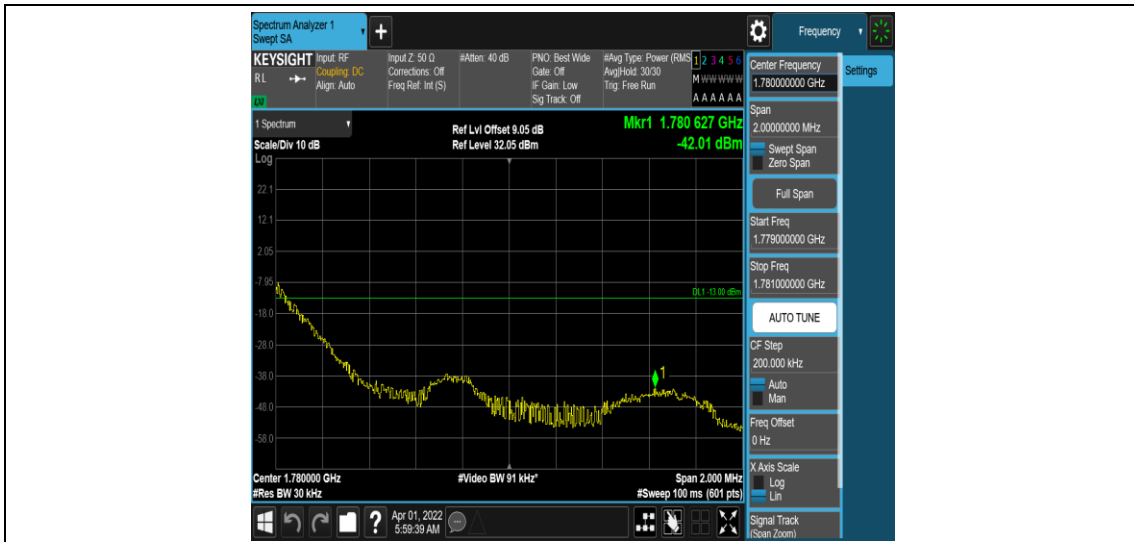 Spectrum Analyzer 1
Swept SA
+
Frequency
KEYSIGHT
RL
LXI
Input: RF
Coupling: DC
Align: Auto
Input Z: 50 Ω
Corrections: Off
Freq Ref: Int (S)
#Atten: 40 dB
PNO: Best Wide
Gate: Off
IF Gain: Low
Sig Track: Off
#Avg Type: Power (RMS
Avg|Hold: 30/30
Trig: Free Run
1 2 3 4 5 6
M W W W W W
A A A A A A
1 Spectrum
Scale/Div 10 dB
Log
Ref Lvl Offset 9.05 dB
Ref Level 32.05 dBm
Mkr1 1.780 627 GHz
-42.01 dBm
22.1
12.1
2.05
-7.95
DL1 -13.00 dBm
-18.0
-28.0
-38.0
1
-48.0
-58.0
Center 1.780000 GHz
#Video BW 91 kHz*
Span 2.000 MHz
#Res BW 30 kHz
#Sweep 100 ms (601 pts)
?
Apr 01, 2022
5:59:39 AM
Center Frequency
1.780000000 GHz
Settings
Span
2.00000000 MHz
Swept Span
Zero Span
Full Span
Start Freq
1.779000000 GHz
Stop Freq
1.781000000 GHz
AUTO TUNE
CF Step
200.000 kHz
Auto
Man
Freq Offset
0 Hz
X Axis Scale
Log
Lin
Signal Track
(Span Zoom)